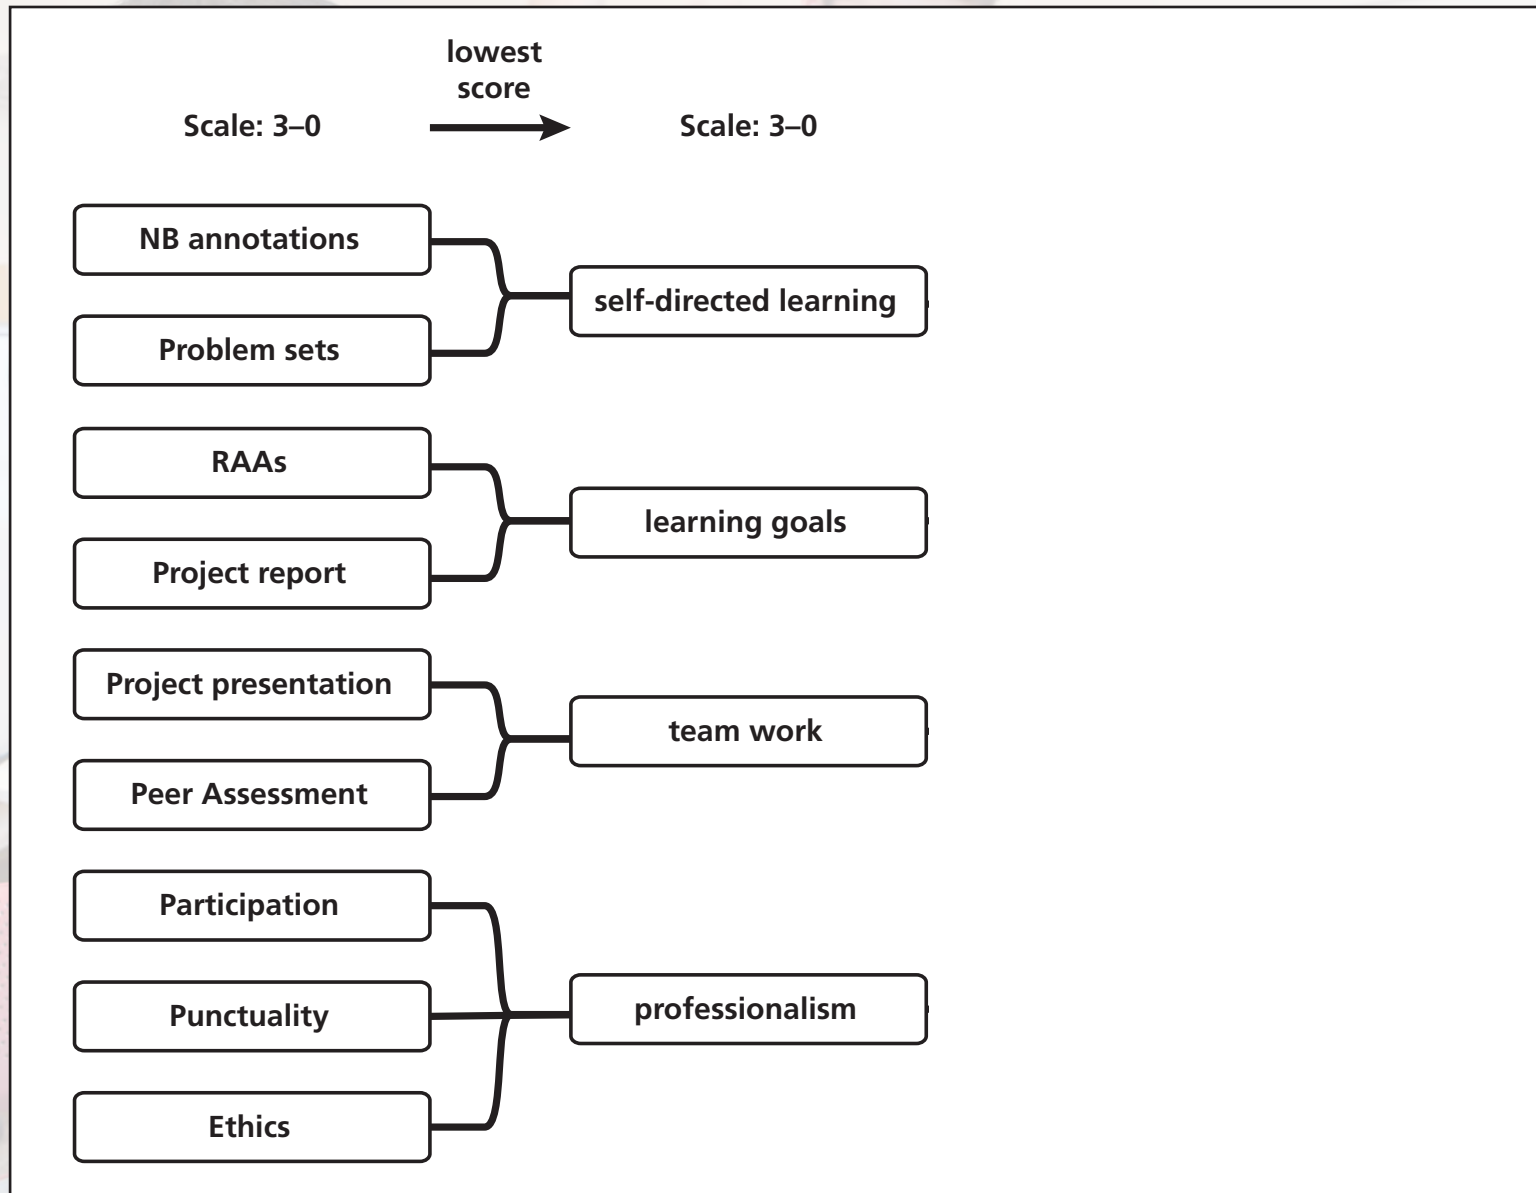 lowest
score
Scale: 3–0
Scale: 3–0
NB annotations
Problem sets
self-directed learning
RAAs
Project report
learning goals
Project presentation
Peer Assessment
team work
Participation
Punctuality
Ethics
professionalism